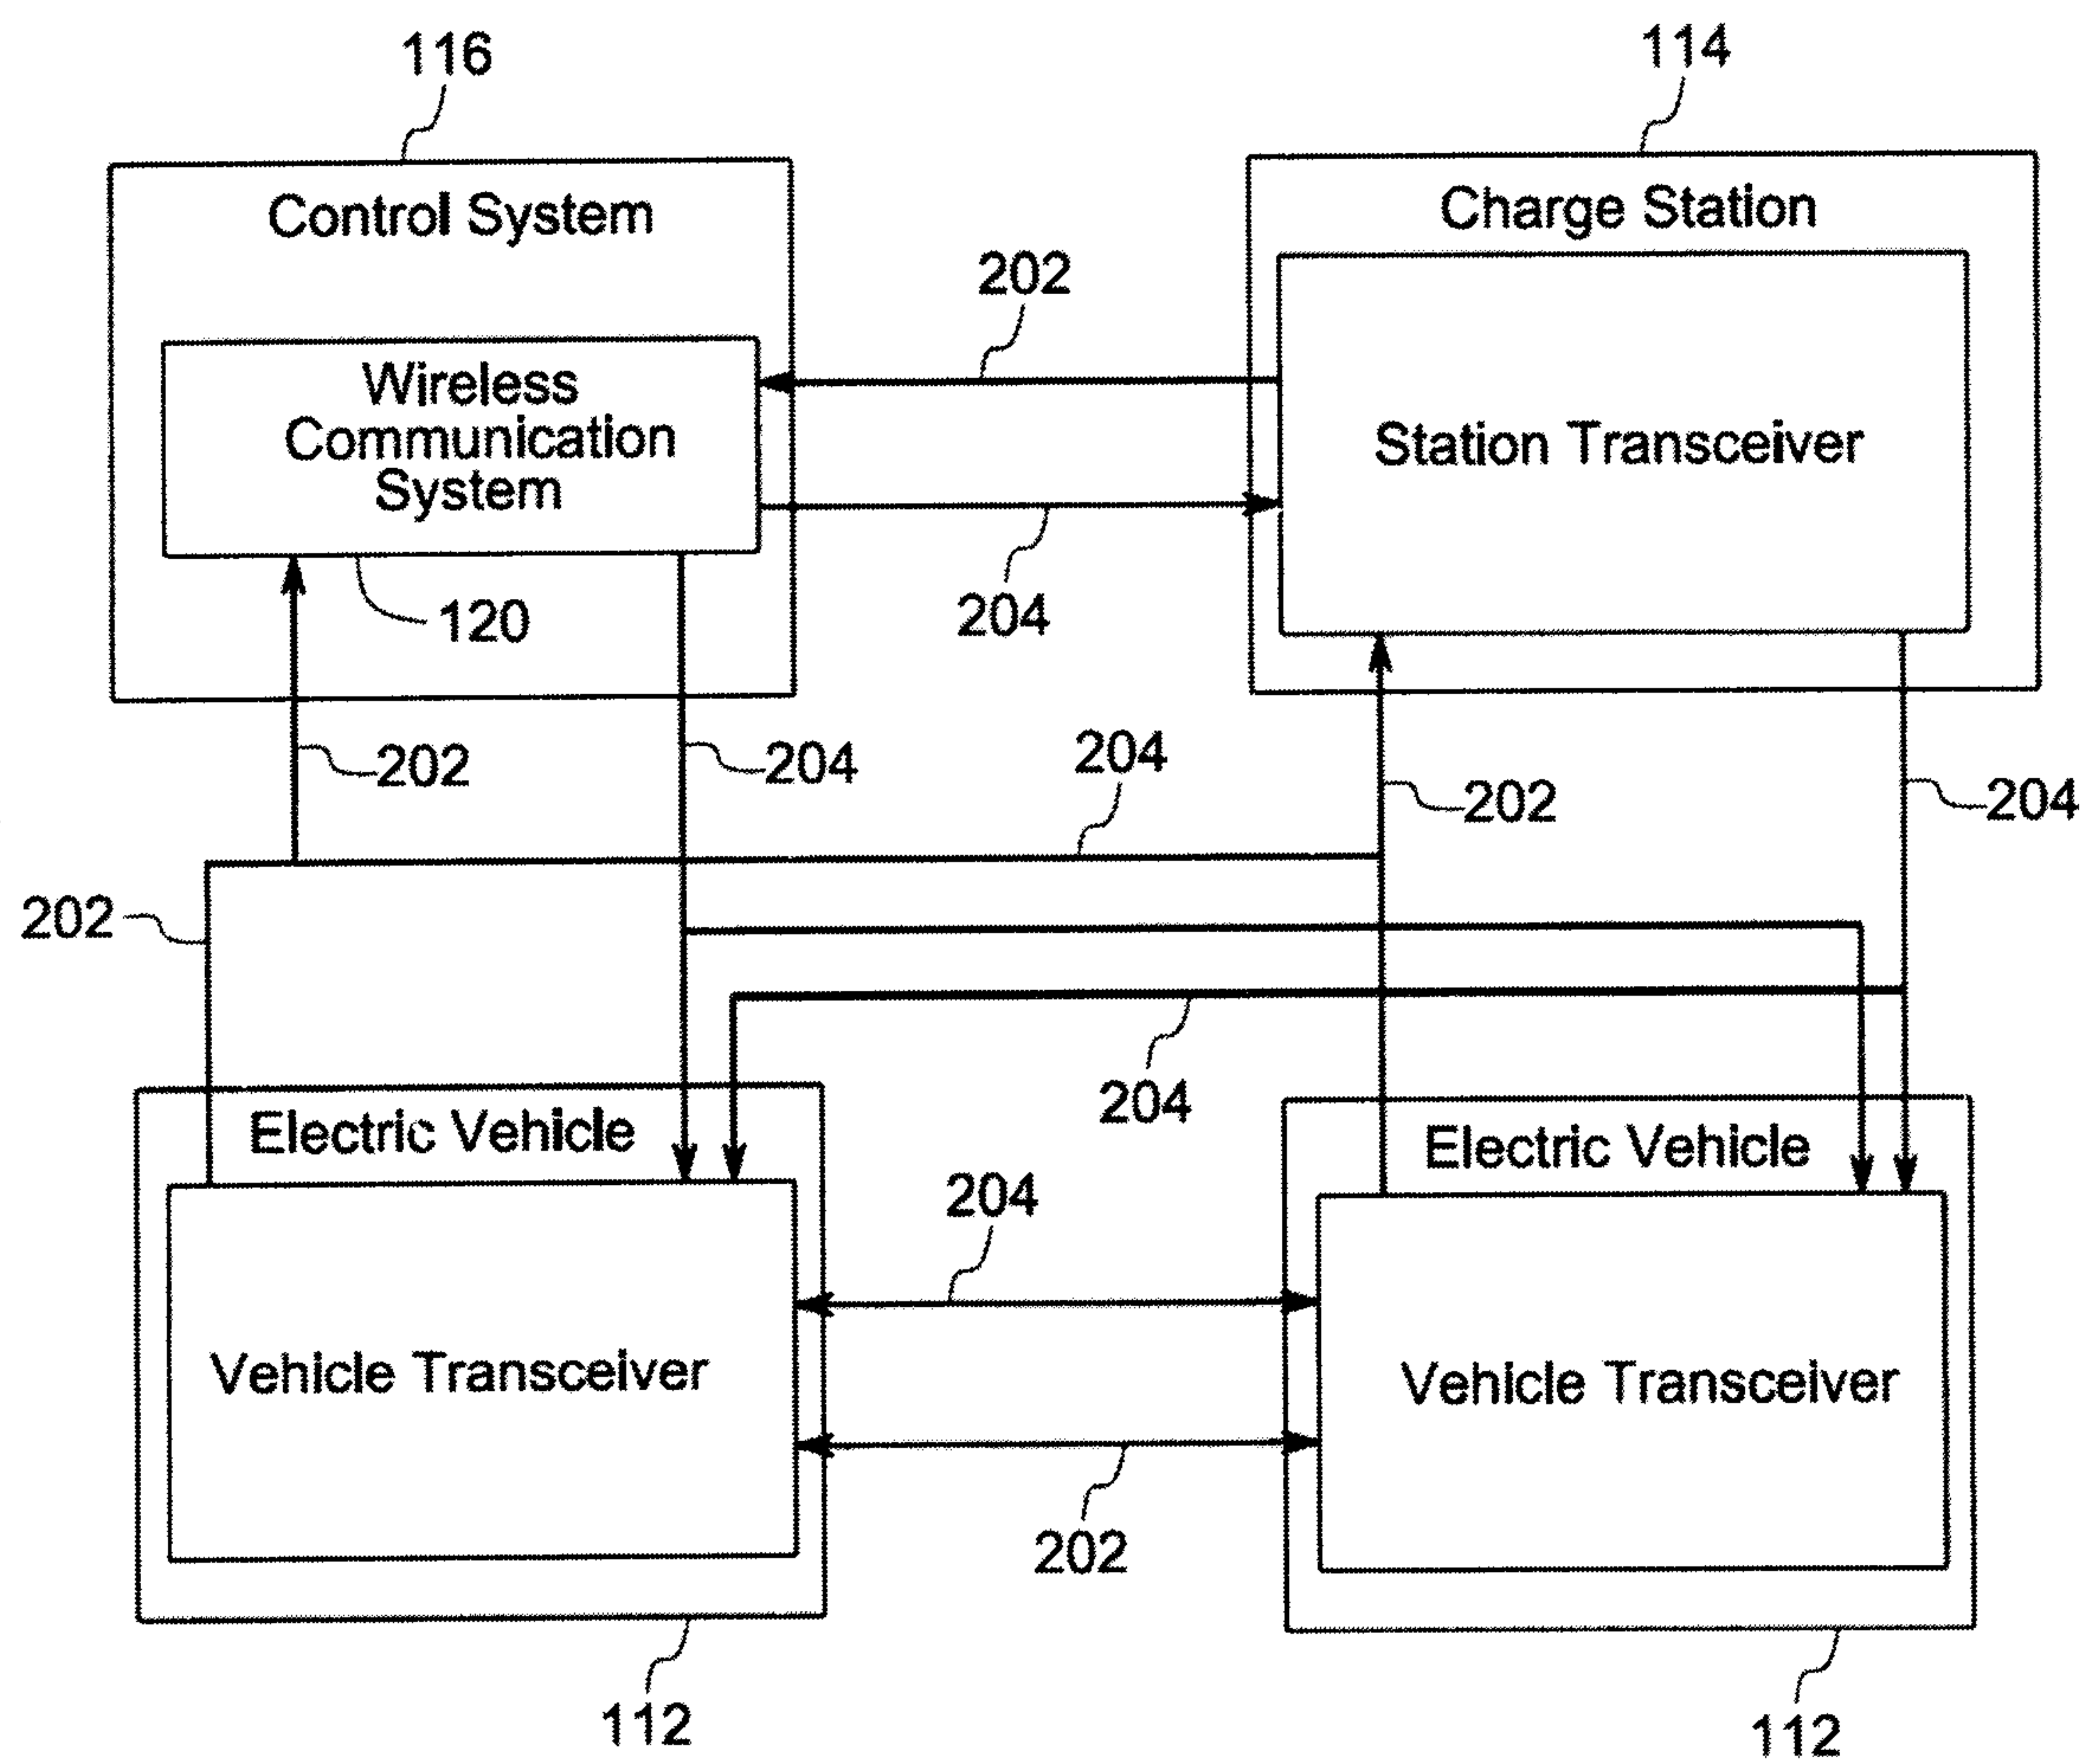 116
114
Control System
Charge Station
202
Wireless
Communication
System
Station Transceiver
204
120
202
204
204
202
204
202
204
Electric Vehicle
Electric Vehicle
204
Vehicle Transceiver
Vehicle Transceiver
202
112
112